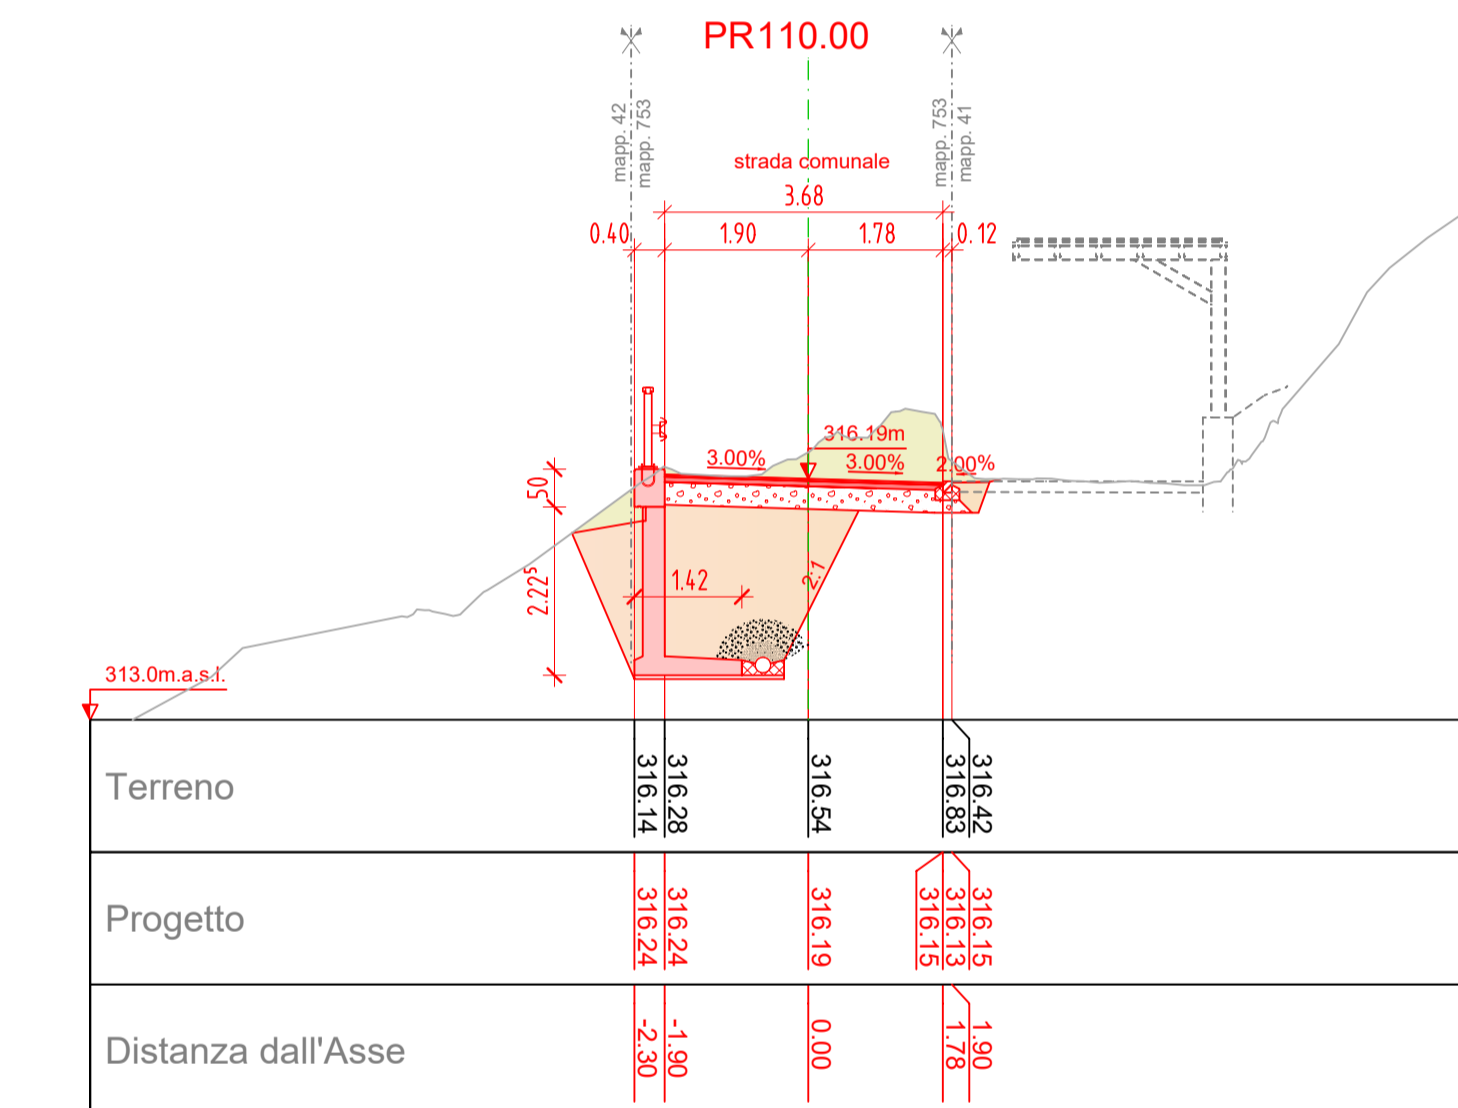 PR110.00
mapp. 42
mapp. 753
mapp. 753
mapp. 41
strada comunale
3.68
0.40
1.90
1.78
0.12
316.19m
3.00%
3.00%
2.00%
50
2.22⁵
1.42
2:1
313.0m.a.s.l.
Terreno
316.14
316.28
316.54
316.83
316.42
Progetto
316.24
316.24
316.19
316.15
316.13
316.15
Distanza dall'Asse
-2.30
-1.90
0.00
1.78
1.90